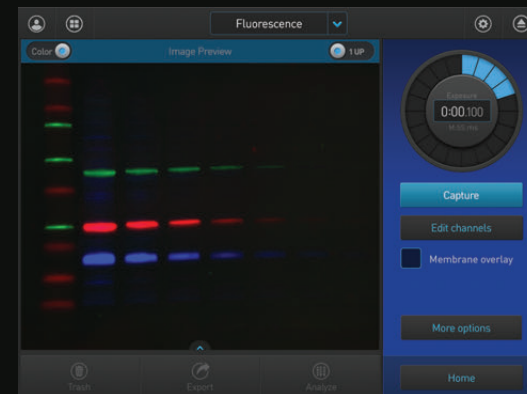 Fluorescence
Color
Image Preview
1 UP
Exposure
0:00.100
Capture
Edit channels
Membrane overlay
More options
Trash
Export
Analyze
Home